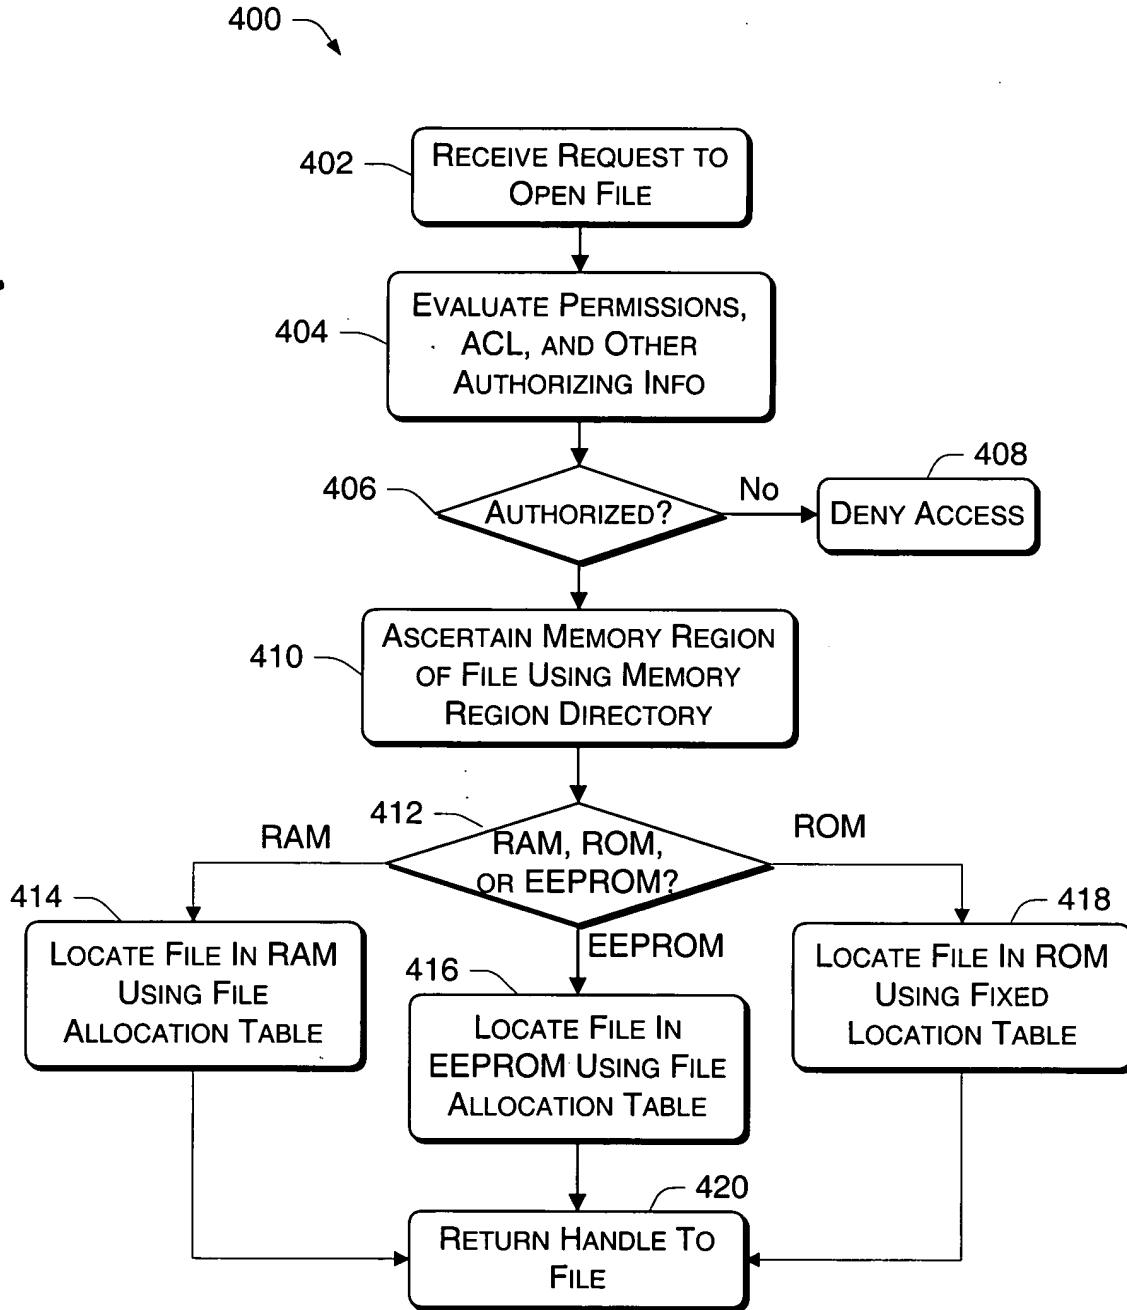 400
402
RECEIVE REQUEST TO
OPEN FILE
404
EVALUATE PERMISSIONS,
ACL, AND OTHER
AUTHORIZING INFO
406
AUTHORIZED?
No
408
DENY ACCESS
410
ASCERTAIN MEMORY REGION
OF FILE USING MEMORY
REGION DIRECTORY
412
RAM, ROM,
OR EEPROM?
RAM
ROM
EEPROM
414
LOCATE FILE IN RAM
USING FILE
ALLOCATION TABLE
416
LOCATE FILE IN
EEPROM USING FILE
ALLOCATION TABLE
418
LOCATE FILE IN ROM
USING FIXED
LOCATION TABLE
420
RETURN HANDLE TO
FILE